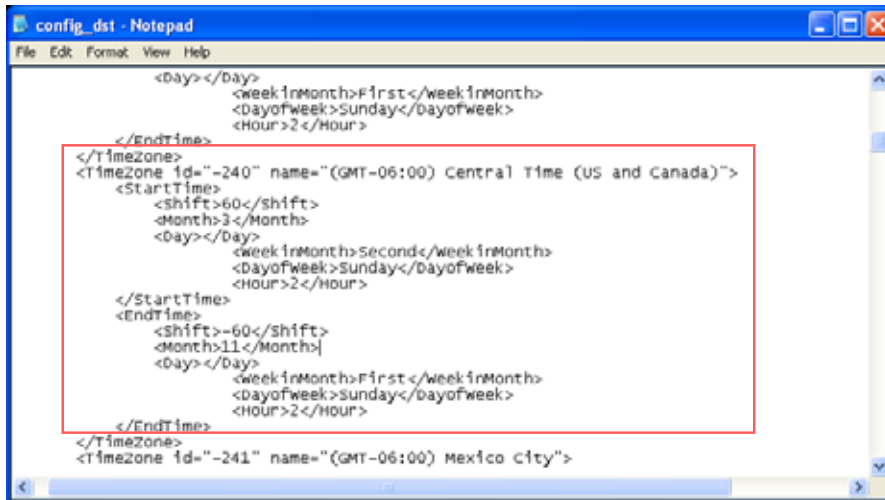 config_dst - Notepad
File Edit Format View Help
<Day></Day>
<WeekinMonth>First</WeekinMonth>
<DayofWeek>Sunday</DayofWeek>
<Hour>2</Hour>
</EndTime>
</TimeZone>
<TimeZone id="-240" name="(GMT-06:00) Central Time (US and Canada)">
<StartTime>
<Shift>60</Shift>
<Month>3</Month>
<Day></Day>
<WeekinMonth>Second</WeekinMonth>
<DayofWeek>Sunday</DayofWeek>
<Hour>2</Hour>
</StartTime>
<EndTime>
<Shift>-60</Shift>
<Month>11</Month>
<Day></Day>
<WeekinMonth>First</WeekinMonth>
<DayofWeek>Sunday</DayofWeek>
<Hour>2</Hour>
</EndTime>
</TimeZone>
<TimeZone id="-241" name="(GMT-06:00) Mexico City">